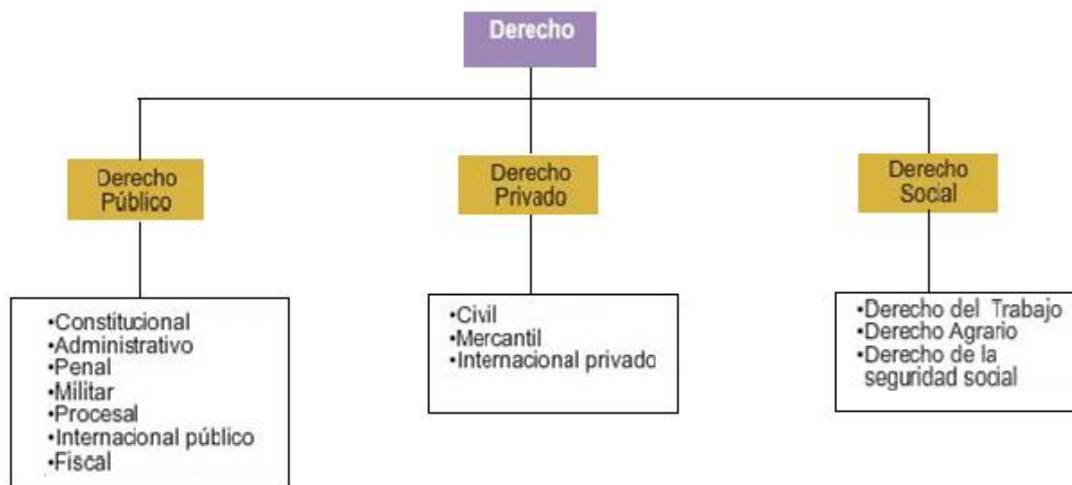 Derecho
Derecho
Público
Derecho
Privado
Derecho
Social
•Constitucional
•Administrativo
•Penal
•Militar
•Procesal
•Internacional público
•Fiscal
•Civil
•Mercantil
•Internacional privado
•Derecho del Trabajo
•Derecho Agrario
•Derecho de la
seguridad social